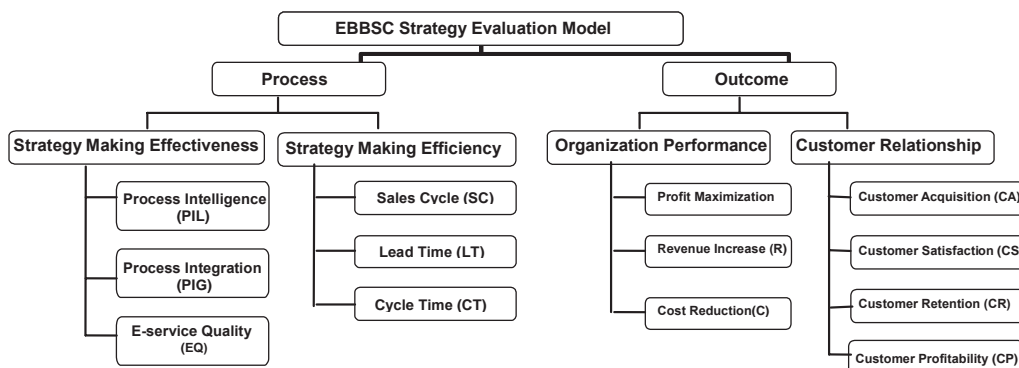 EBBSC Strategy Evaluation Model
Process
Outcome
Strategy Making Effectiveness
Strategy Making Efficiency
Organization Performance
Customer Relationship
Process Intelligence
(PIL)
Process Integration
(PIG)
E-service Quality
(EQ)
Sales Cycle (SC)
Lead Time (LT)
Cycle Time (CT)
Profit Maximization
Revenue Increase (R)
Cost Reduction(C)
Customer Acquisition (CA)
Customer Satisfaction (CS
Customer Retention (CR)
Customer Profitability (CP)